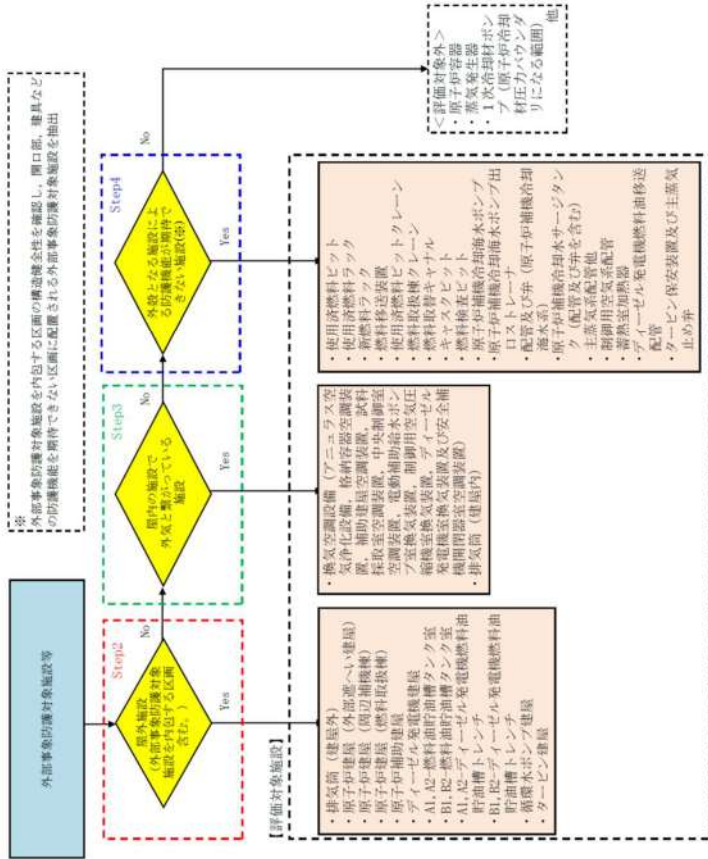 外部事象防護対象施設等
※
外部事象防護対象施設を内包する区画の構造健全性を確認し，開口部，建具など
の防護機能を期待できない区画に配置される外部事象防護対象施設を抽出
Step2
屋外施設
(外部事象防護対象
施設を内包する区画
含む。)
No
Yes
Step3
屋内の施設で
外気と繋がっている
施設
No
Yes
Step4
外殻となる施設によ
る防護機能が期待で
きない施設(※)
No
Yes
＜評価対象外＞
・原子炉容器
・蒸気発生器
・1次冷却材ポン
プ（原子炉冷却
材圧力バウンダ
リになる範囲）
他
【評価対象施設】
・排気筒（建屋外）
・原子炉建屋（外部遮へい建屋）
・原子炉建屋（周辺補機棟）
・原子炉建屋（燃料取扱棟）
・原子炉補助建屋
・ディーゼル発電機建屋
・A1, A2-燃料油貯油槽タンク室
・B1, B2-燃料油貯油槽タンク室
・A1, A2-ディーゼル発電機燃料油
貯油槽トレンチ
・B1, B2-ディーゼル発電機燃料油
貯油槽トレンチ
・循環水ポンプ建屋
・タービン建屋
・換気空調設備（アニュラス空
気浄化設備，格納容器空調装
置，補助建屋空調装置，試料
採取室空調装置，中央制御室
空調装置，電動補助給水ポン
プ室換気装置，制御用空気圧
縮機室換気装置，ディーゼル
発電機室換気装置及び安全補
機開閉器室空調装置）
・排気筒（建屋内）
・使用済燃料ピット
・使用済燃料ラック
・新燃料ラック
・燃料移送装置
・使用済燃料ピットクレーン
・燃料取扱棟クレーン
・燃料取替キャナル
・キャスクピット
・燃料検査ピット
・原子炉補機冷却海水ポンプ
・原子炉補機冷却海水ポンプ出
口ストレーナ
・配管及び弁（原子炉補機冷却
海水系）
・原子炉補機冷却水サージタン
ク（配管及び弁を含む）
・主蒸気系配管他
・制御用空気系配管
・蓄熱室加熱器
・ディーゼル発電機燃料油移送
配管
・タービン保安装置及び主蒸気
止め弁